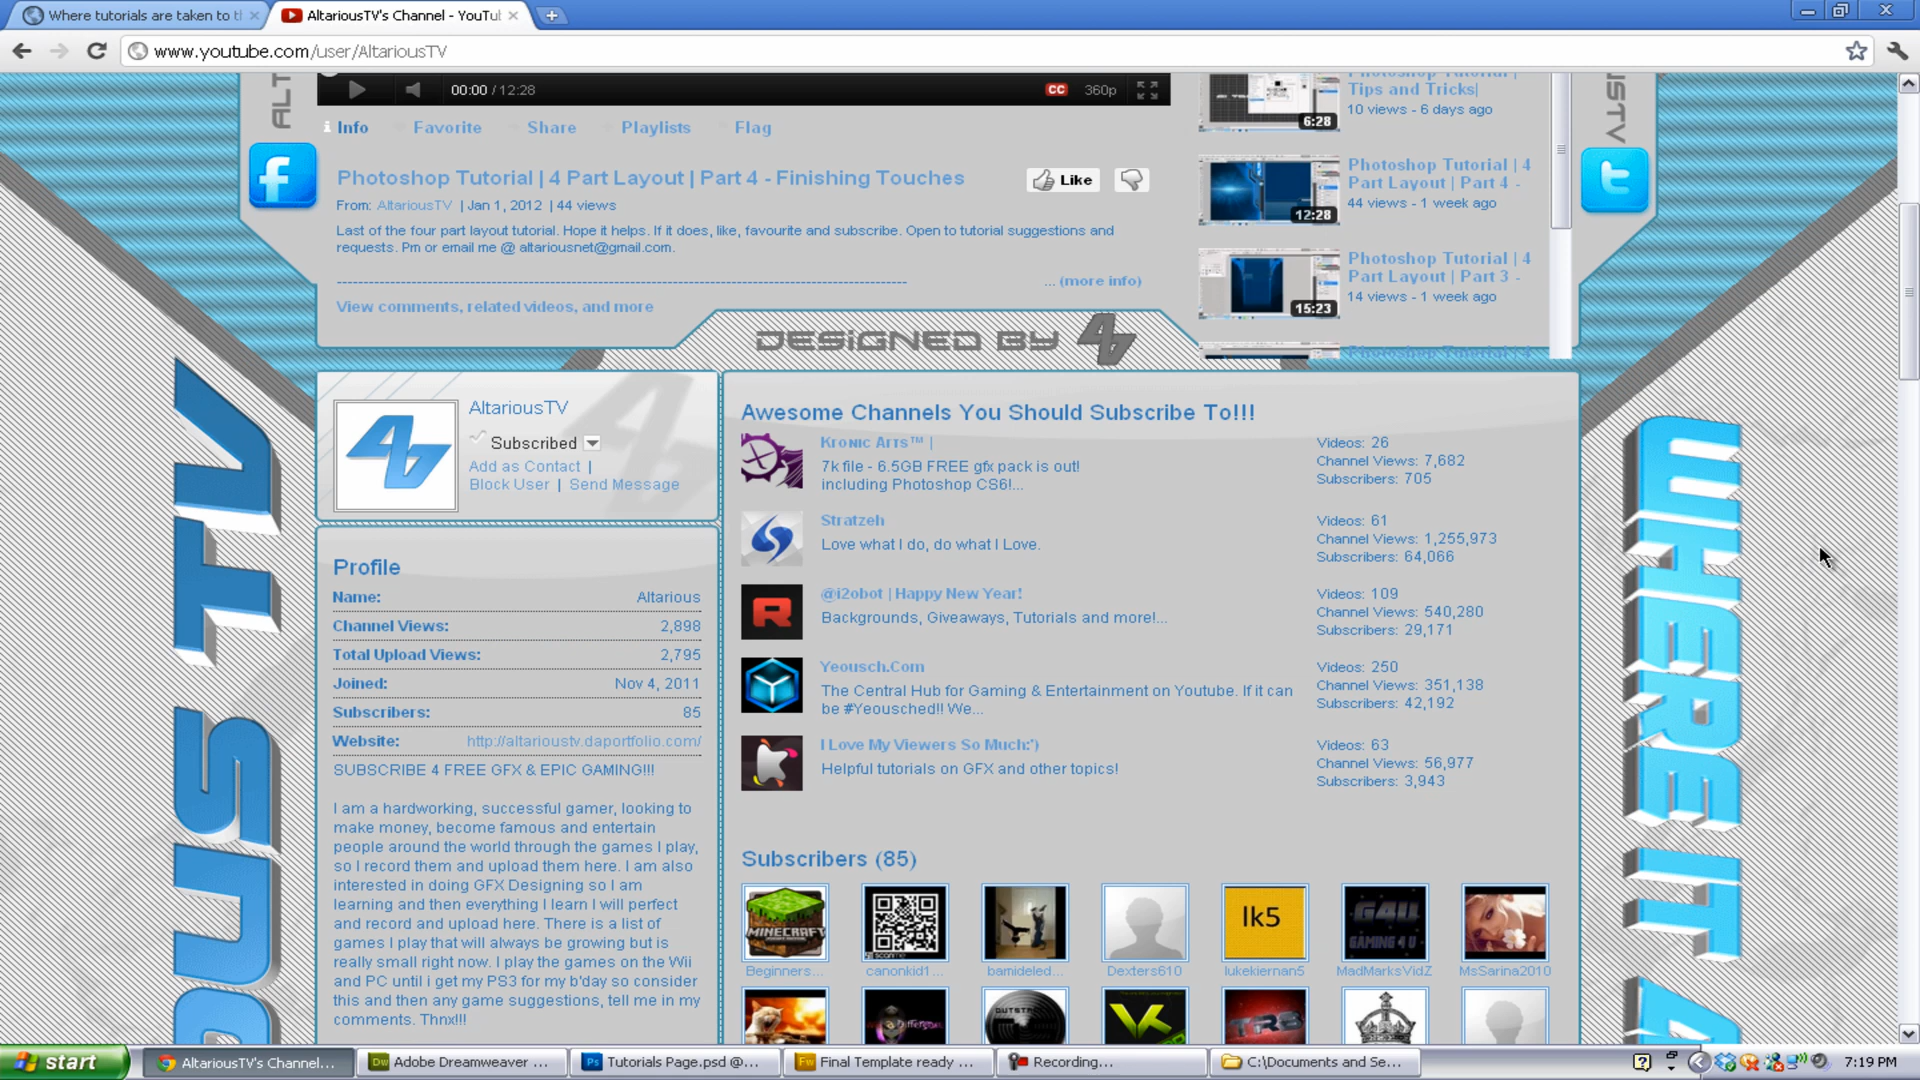 Where tutorials are taken to th
AltariousTV's Channel - YouTub
www.youtube.com/user/AltariousTV
ALT
00:00 / 12:28
CC
360p
Info
Favorite
Share
Playlists
Flag
Photoshop Tutorial | 4 Part Layout | Part 4 - Finishing Touches
Like
From: AltariousTV | Jan 1, 2012 | 44 views
Last of the four part layout tutorial. Hope it helps. If it does, like, favourite and subscribe. Open to tutorial suggestions and
requests. Pm or email me @ altariousnet@gmail.com.
... (more info)
View comments, related videos, and more
Photoshop Tutorial |
Tips and Tricks|
10 views - 6 days ago
6:28
Photoshop Tutorial | 4
Part Layout | Part 4 -
44 views - 1 week ago
12:28
Photoshop Tutorial | 4
Part Layout | Part 3 -
14 views - 1 week ago
15:23
Photoshop Tutorial | 4
USTV
DESIGNED BY
OUS TV
WHERE IT A
AltariousTV
Subscribed
Add as Contact |
Block User | Send Message
Profile
Name: Altarious
Channel Views: 2,898
Total Upload Views: 2,795
Joined: Nov 4, 2011
Subscribers: 85
Website: http://altarioustv.daportfolio.com/
SUBSCRIBE 4 FREE GFX & EPIC GAMING!!!
I am a hardworking, successful gamer, looking to
make money, become famous and entertain
people around the world through the games I play,
so I record them and upload them here. I am also
interested in doing GFX Designing so I am
learning and then everything I learn I will perfect
and record and upload here. There is a list of
games I play that will always be growing but is
really small right now. I play the games on the Wii
and PC until i get my PS3 for my b'day so consider
this and then any game suggestions, tell me in my
comments. Thnx!!!
Awesome Channels You Should Subscribe To!!!
Kronic Arts™ |
7k file - 6.5GB FREE gfx pack is out!
including Photoshop CS6!...
Videos: 26
Channel Views: 7,682
Subscribers: 705
Stratzeh
Love what I do, do what I Love.
Videos: 61
Channel Views: 1,255,973
Subscribers: 64,066
@i2obot | Happy New Year!
Backgrounds, Giveaways, Tutorials and more!...
Videos: 109
Channel Views: 540,280
Subscribers: 29,171
Yeousch.Com
The Central Hub for Gaming & Entertainment on Youtube. If it can
be #Yeousched!! We...
Videos: 250
Channel Views: 351,138
Subscribers: 42,192
I Love My Viewers So Much:')
Helpful tutorials on GFX and other topics!
Videos: 63
Channel Views: 56,977
Subscribers: 3,943
Subscribers (85)
MINECRAFT
lk5
G4U
GAMING 4 U
Beginners...
canonkid1...
bamideled...
Dexters610
lukekiernan5
MadMarksVidZ
MsSarina2010
TRB
start
AltariousTV's Channel...
Adobe Dreamweaver ...
Tutorials Page.psd @...
Final Template ready ...
Recording...
C:\Documents and Se...
7:19 PM